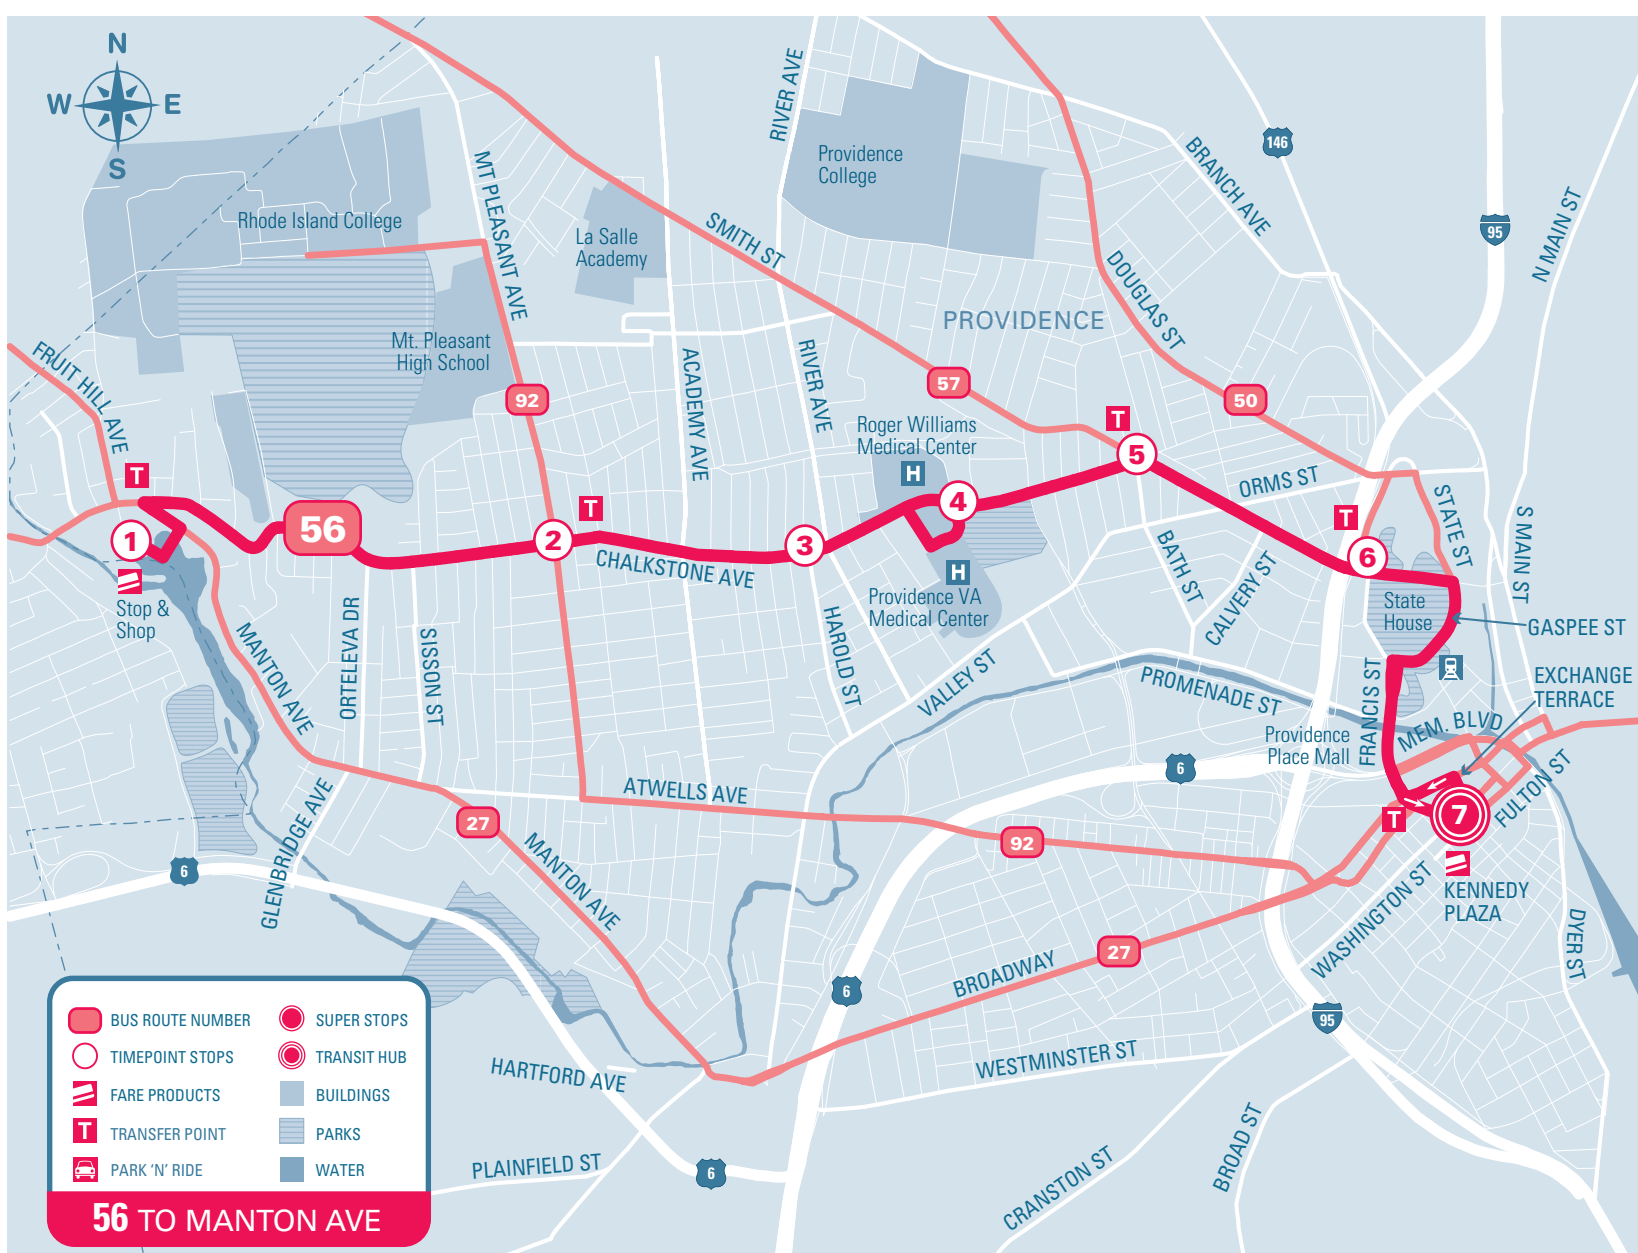 N
W
E
S
RIVER AVE
146
BRANCH AVE
Providence
College
MT PLEASANT AVE
N MAIN ST
95
Rhode Island College
La Salle
Academy
SMITH ST
DOUGLAS ST
PROVIDENCE
FRUIT HILL AVE
Mt. Pleasant
High School
ACADEMY AVE
RIVER AVE
92
57
50
Roger Williams
Medical Center
T
H
5
T
4
ORMS ST
STATE ST
S MAIN ST
T
T
1
56
2
3
6
CHALKSTONE AVE
BATH ST
CALVERY ST
H
Providence VA
Medical Center
State
House
Stop &
Shop
GASPEE ST
MANTON AVE
ORTELEVA DR
SISSON ST
HAROLD ST
VALLEY ST
PROMENADE ST
FRANCIS ST
EXCHANGE
TERRACE
MEM. BLVD
Providence
Place Mall
6
ATWELLS AVE
FULTON ST
7
T
GLENBRIDGE AVE
27
92
MANTON AVE
6
WASHINGTON ST
KENNEDY
PLAZA
27
BROADWAY
DYER ST
6
95
HARTFORD AVE
WESTMINSTER ST
PLAINFIELD ST
6
CRANSTON ST
BROAD ST
BUS ROUTE NUMBER
SUPER STOPS
TIMEPOINT STOPS
TRANSIT HUB
FARE PRODUCTS
BUILDINGS
T
TRANSFER POINT
PARKS
PARK ‘N’ RIDE
WATER
56 TO MANTON AVE